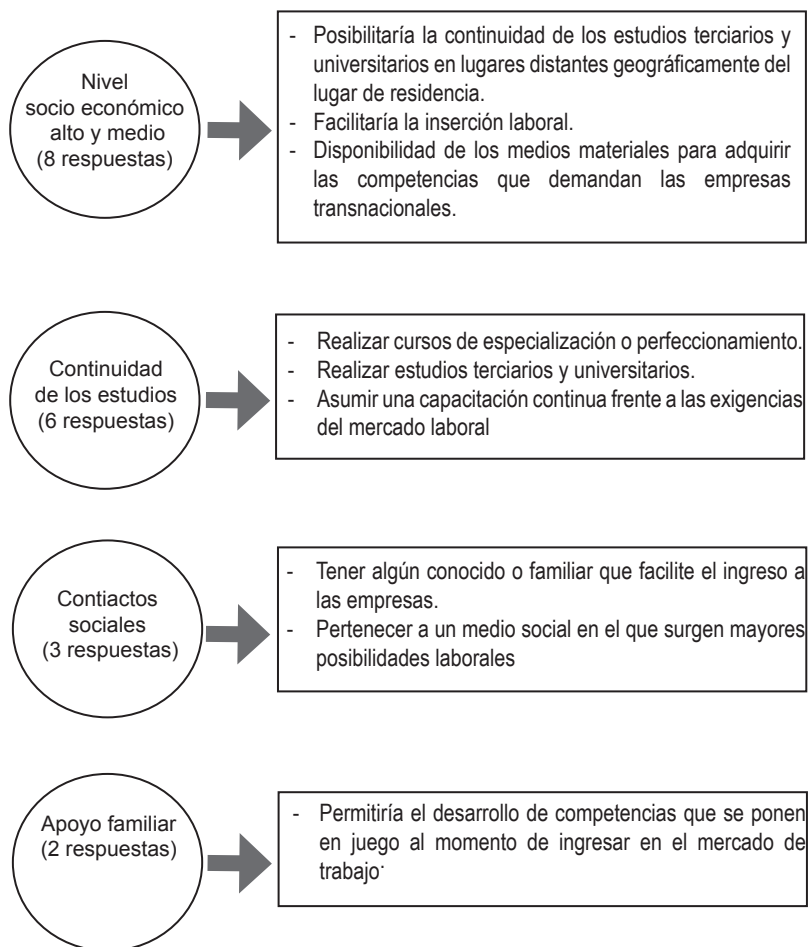 Nivel
socio económico
alto y medio
(8 respuestas)
- Posibilitaría la continuidad de los estudios terciarios y
universitarios en lugares distantes geográficamente del
lugar de residencia.
- Facilitaría la inserción laboral.
- Disponibilidad de los medios materiales para adquirir
las competencias que demandan las empresas
transnacionales.
Continuidad
de los estudios
(6 respuestas)
- Realizar cursos de especialización o perfeccionamiento.
- Realizar estudios terciarios y universitarios.
- Asumir una capacitación continua frente a las exigencias
del mercado laboral
Contiactos
sociales
(3 respuestas)
- Tener algún conocido o familiar que facilite el ingreso a
las empresas.
- Pertenecer a un medio social en el que surgen mayores
posibilidades laborales
Apoyo familiar
(2 respuestas)
- Permitiría el desarrollo de competencias que se ponen
en juego al momento de ingresar en el mercado de
trabajo·